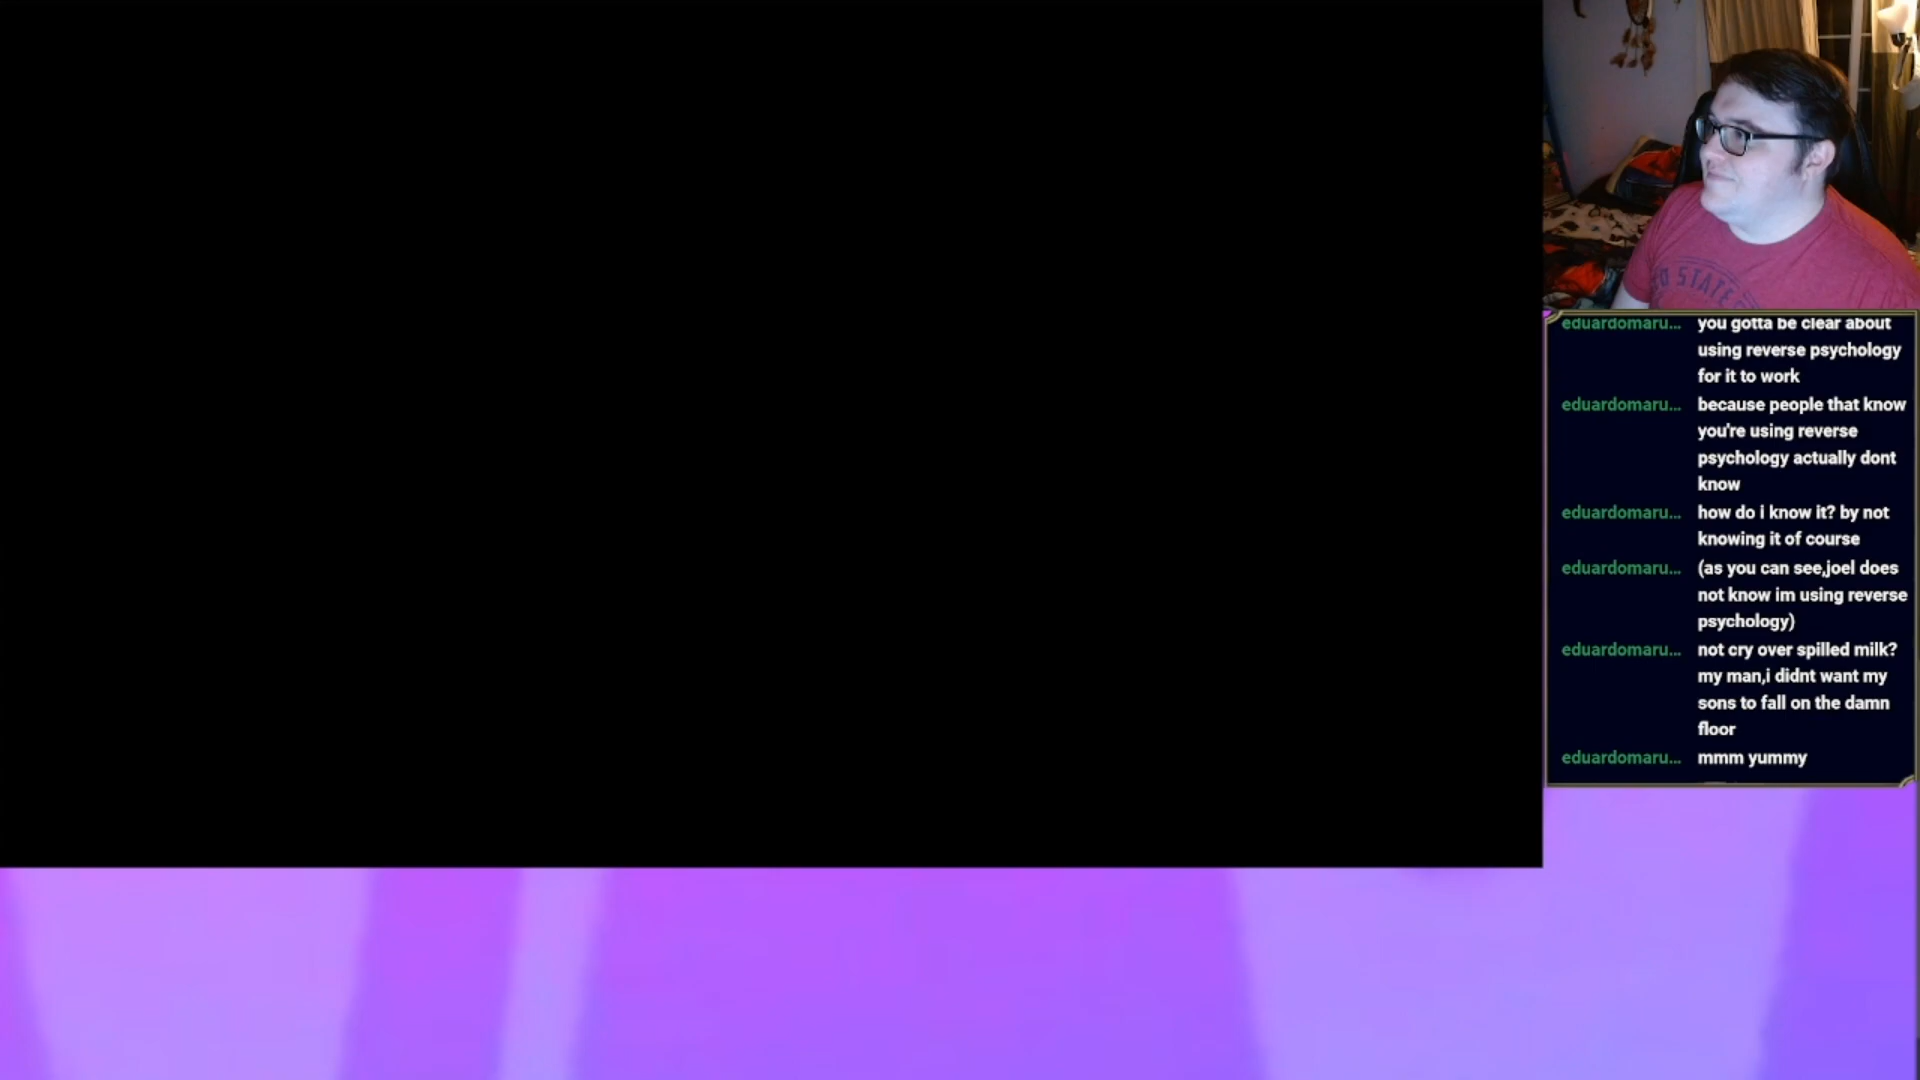 STATE
eduardomaru... you gotta be clear about
using reverse psychology
for it to work
eduardomaru... because people that know
you're using reverse
psychology actually dont
know
eduardomaru... how do i know it? by not
knowing it of course
eduardomaru... (as you can see,joel does
not know im using reverse
psychology)
eduardomaru... not cry over spilled milk?
my man,i didnt want my
sons to fall on the damn
floor
eduardomaru... mmm yummy